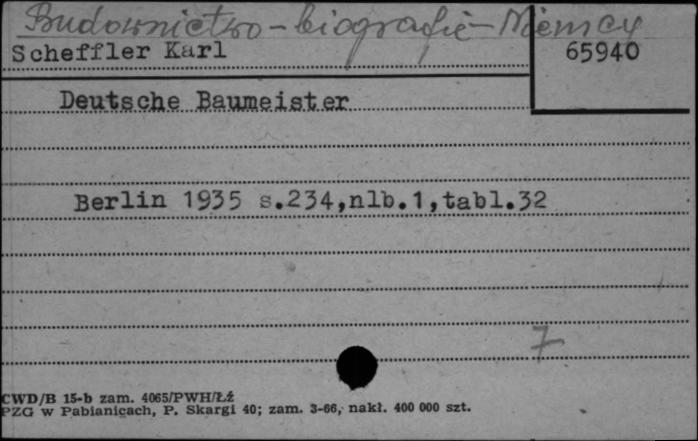 Budownictwo - biografie - Niemcy
Scheffler Karl
65940
Deutsche Baumeister
Berlin 1935 s.234,nlb.1,tabl.32
7
CWD/B 15-b zam. 4065/PWH/Łż
PZG w Pabianicach, P. Skargi 40; zam. 3-66, nakł. 400 000 szt.